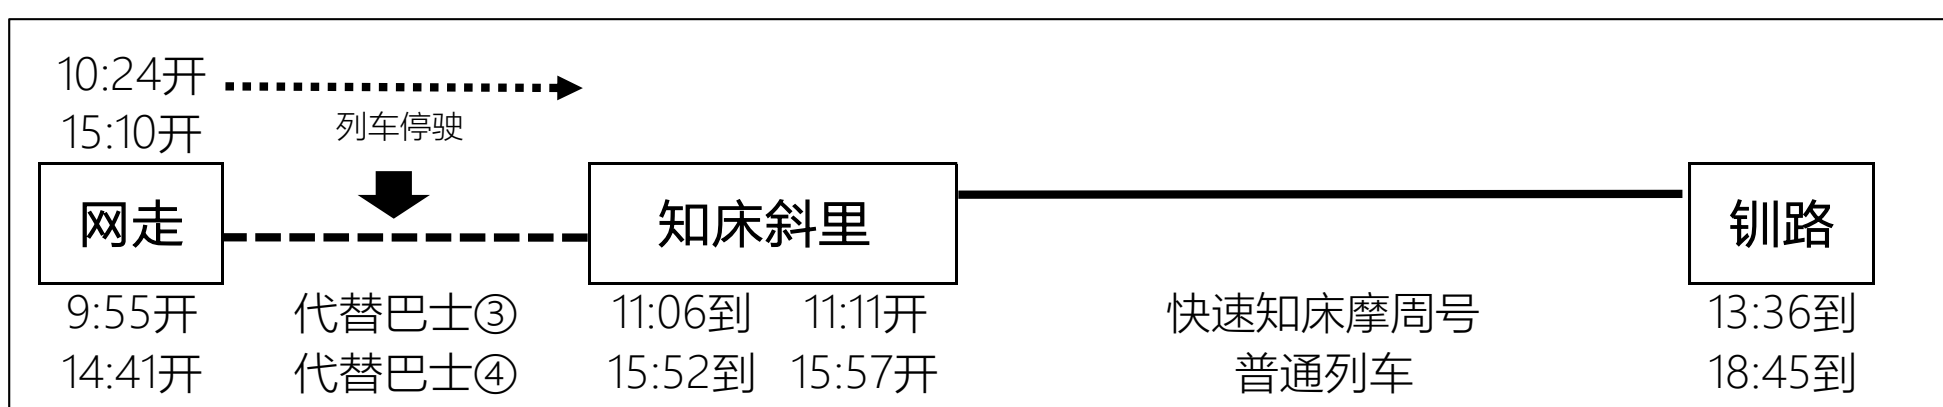 10:24开
15:10开
列车停驶
网走 知床斜里 钏路
9:55开 代替巴士③ 11:06到 11:11开 快速知床摩周号 13:36到
14:41开 代替巴士④ 15:52到 15:57开 普通列车 18:45到